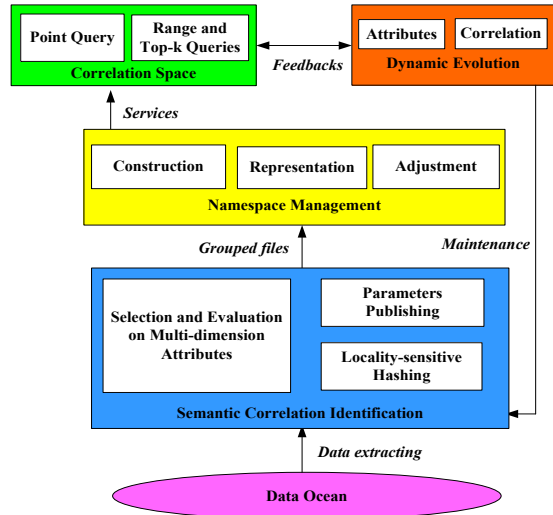 Point Query
Range and
Top-k Queries
Correlation Space
Feedbacks
Attributes
Correlation
Dynamic Evolution
Services
Construction
Representation
Adjustment
Namespace Management
Grouped files
Maintenance
Selection and Evaluation
on Multi-dimension
Attributes
Parameters
Publishing
Locality-sensitive
Hashing
Semantic Correlation Identification
Data extracting
Data Ocean